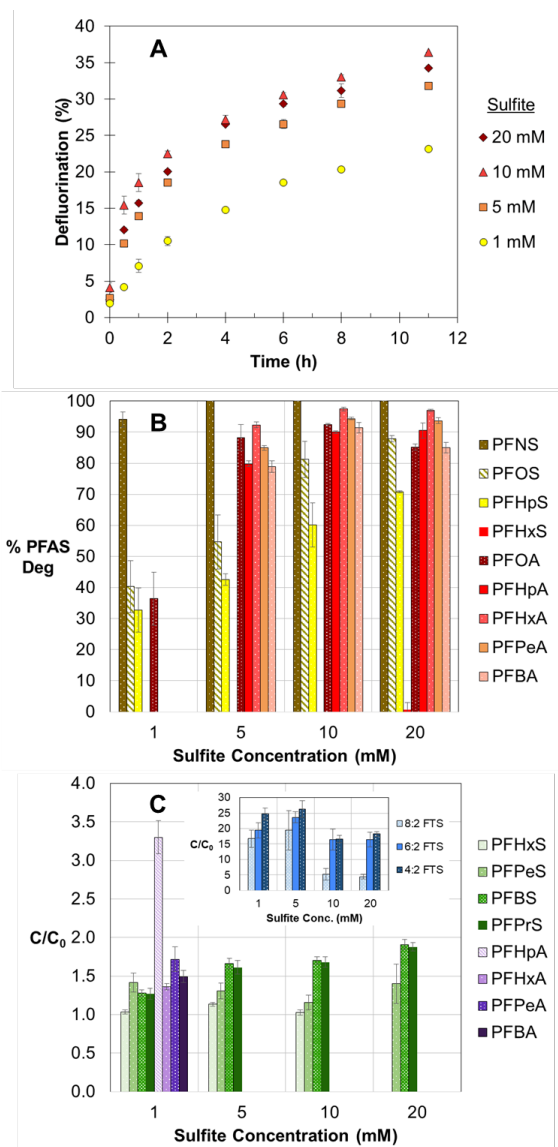 A
40
35
30
25
20
15
10
5
0
Defluorination (%)
0 2 4 6 8 10 12
Time (h)
Sulfite
20 mM
10 mM
5 mM
1 mM
B
100
90
80
70
60
50
40
30
20
10
0
% PFAS
Deg
1 5 10 20
Sulfite Concentration (mM)
PFNS
PFOS
PFHpS
PFHxS
PFOA
PFHpA
PFHxA
PFPeA
PFBA
C
4.0
3.5
3.0
2.5
2.0
1.5
1.0
0.5
0.0
C/C0
1 5 10 20
Sulfite Concentration (mM)
30
25
20
15
10
5
0
C/C0
1 5 10 20
Sulfite Conc. (mM)
8:2 FTS
6:2 FTS
4:2 FTS
PFHxS
PFPeS
PFBS
PFPrS
PFHpA
PFHxA
PFPeA
PFBA